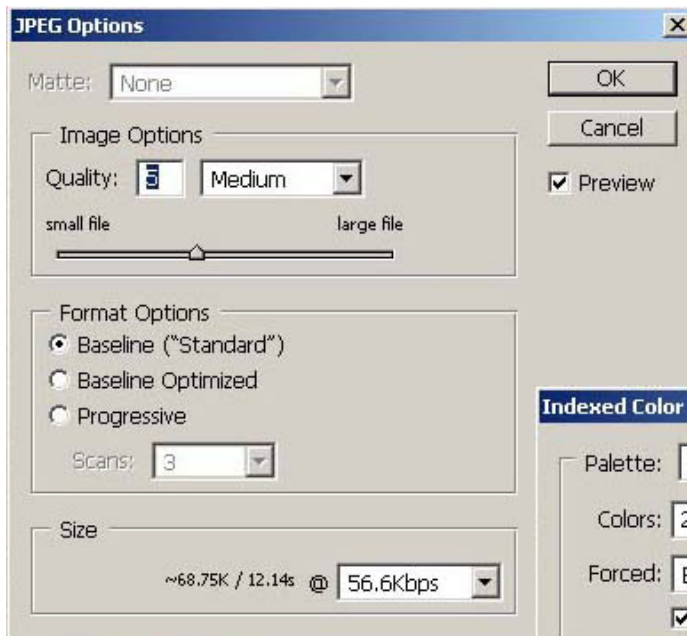 JPEG Options
Matte: None
OK
Cancel
Preview
Image Options
Quality: 5 Medium
small file large file
Format Options
Baseline ("Standard")
Baseline Optimized
Progressive
Scans: 3
Size
~68.75K / 12.14s @ 56.6Kbps
Indexed Color
Palette:
Colors: 2
Forced: